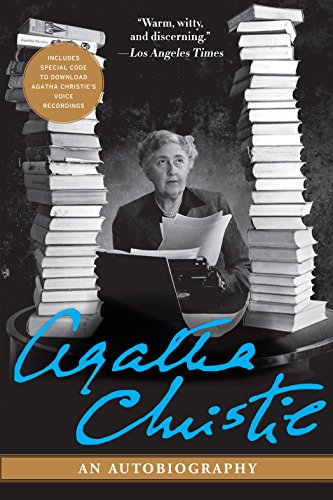 "Warm, witty,
and discerning."
—Los Angeles Times
INCLUDES
SPECIAL CODE
TO DOWNLOAD
AGATHA CHRISTIE'S
VOICE
RECORDINGS
Agatha
Christie
AN AUTOBIOGRAPHY